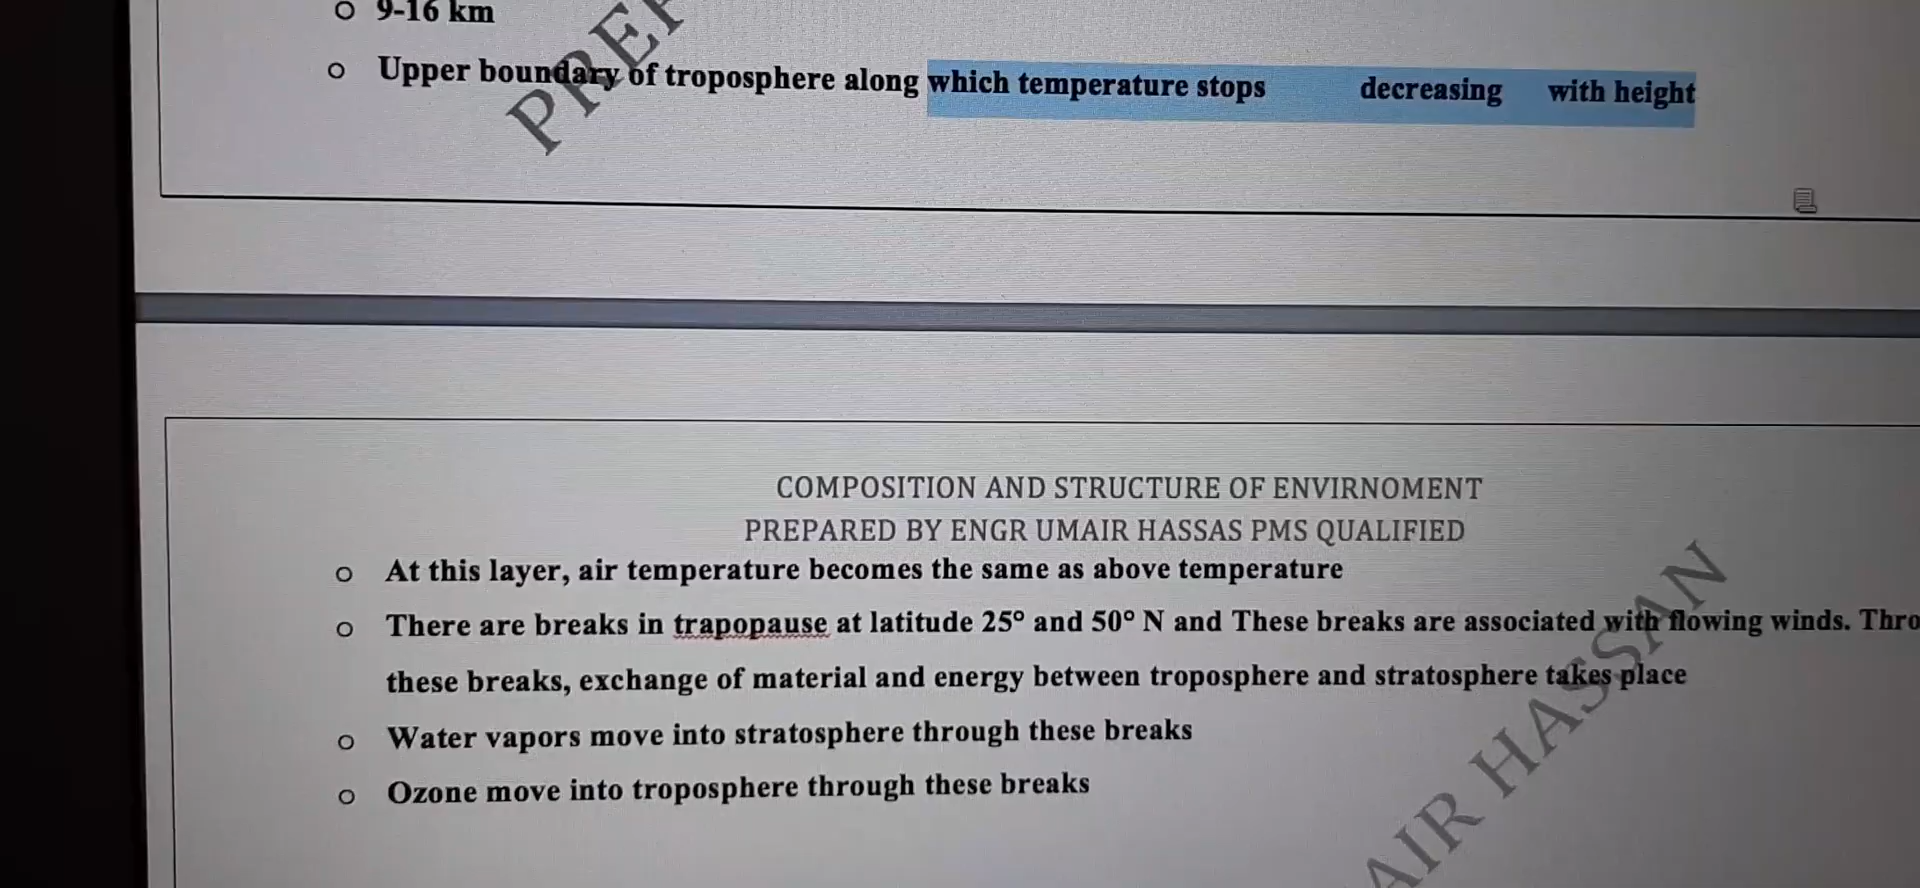 o 9-16 km
o Upper boundary of troposphere along which temperature stops decreasing with height
PREP
COMPOSITION AND STRUCTURE OF ENVIRNOMENT
PREPARED BY ENGR UMAIR HASSAS PMS QUALIFIED
o At this layer, air temperature becomes the same as above temperature
o There are breaks in trapopause at latitude 25° and 50° N and These breaks are associated with flowing winds. Thro
these breaks, exchange of material and energy between troposphere and stratosphere takes place
o Water vapors move into stratosphere through these breaks
o Ozone move into troposphere through these breaks
AIR HASSAN